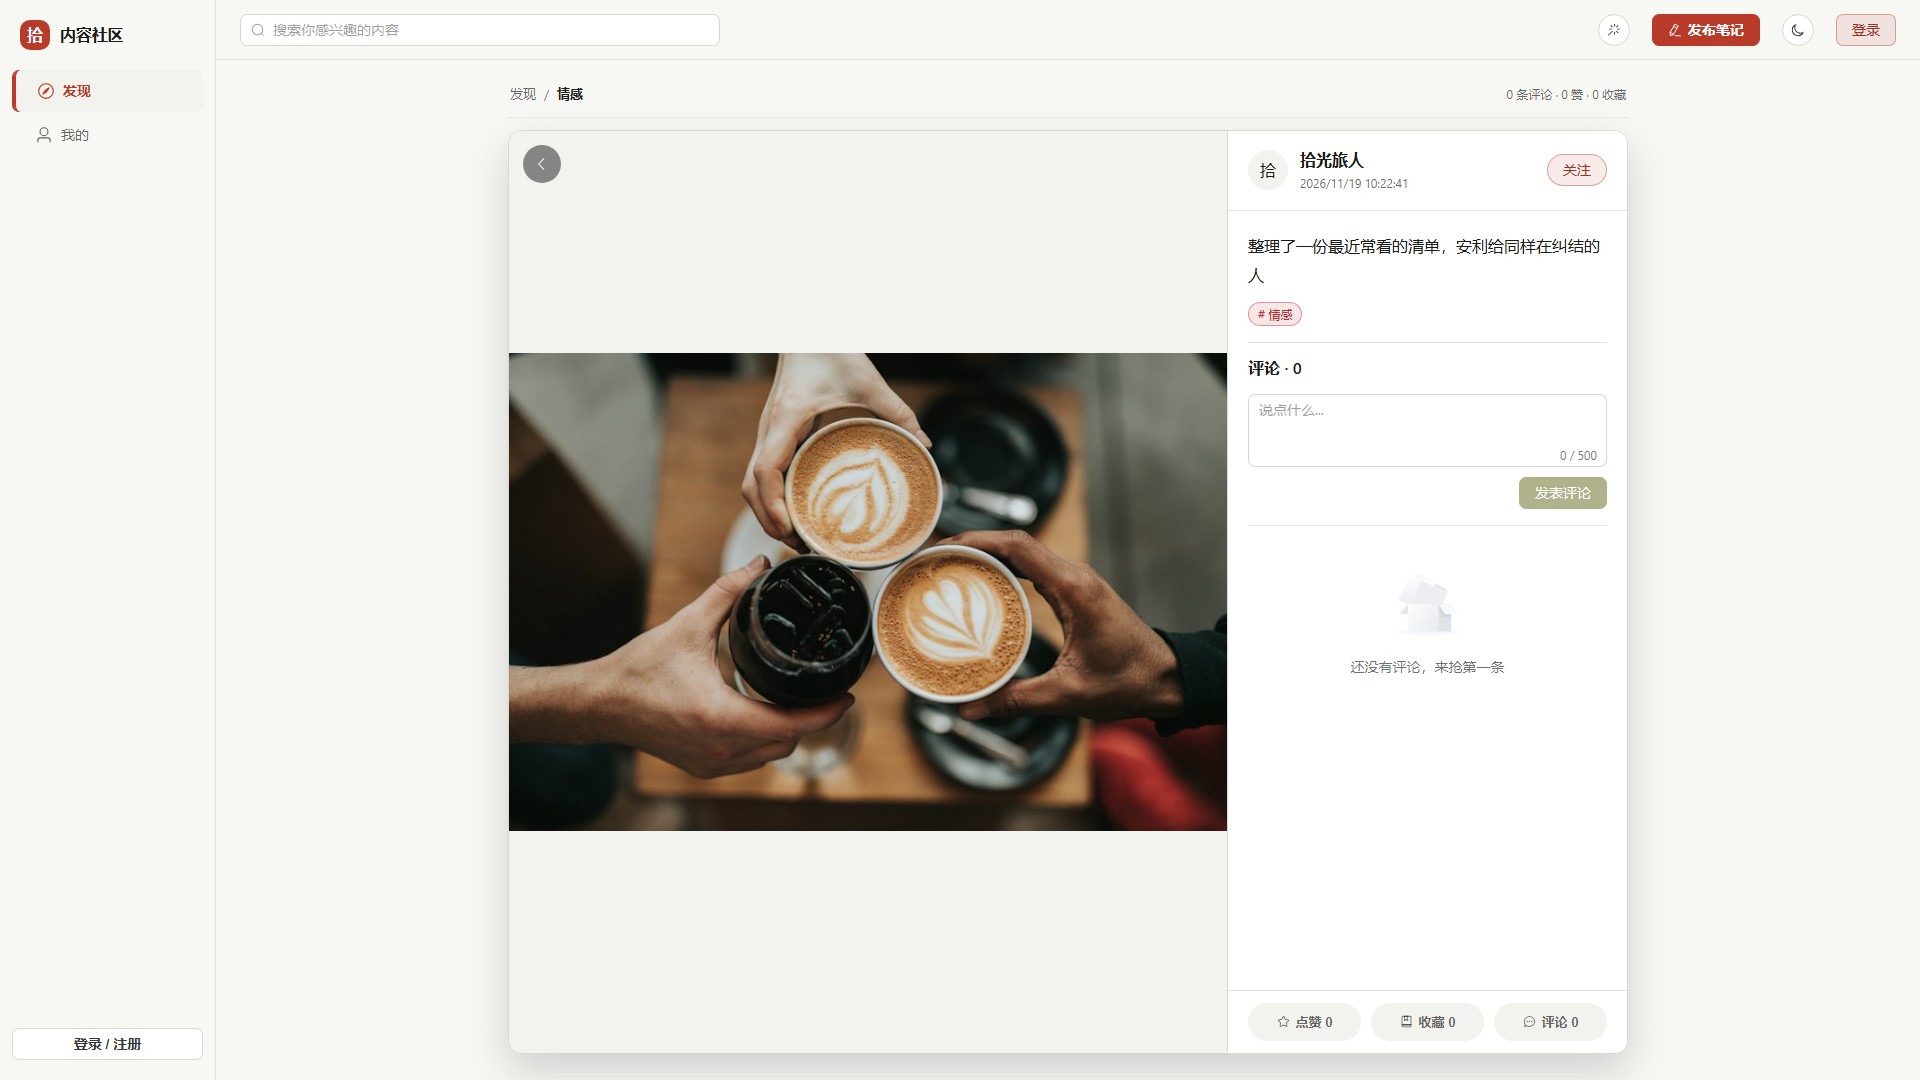 拾 内容社区
搜索你感兴趣的内容
发布笔记
登录
发现
我的
发现 / 情感
0 条评论 · 0 赞 · 0 收藏
拾
拾光旅人
2026/11/19 10:22:41
关注
整理了一份最近常看的清单，安利给同样在纠结的
人
# 情感
评论 · 0
说点什么...
0 / 500
发表评论
还没有评论，来抢第一条
点赞 0
收藏 0
评论 0
登录 / 注册